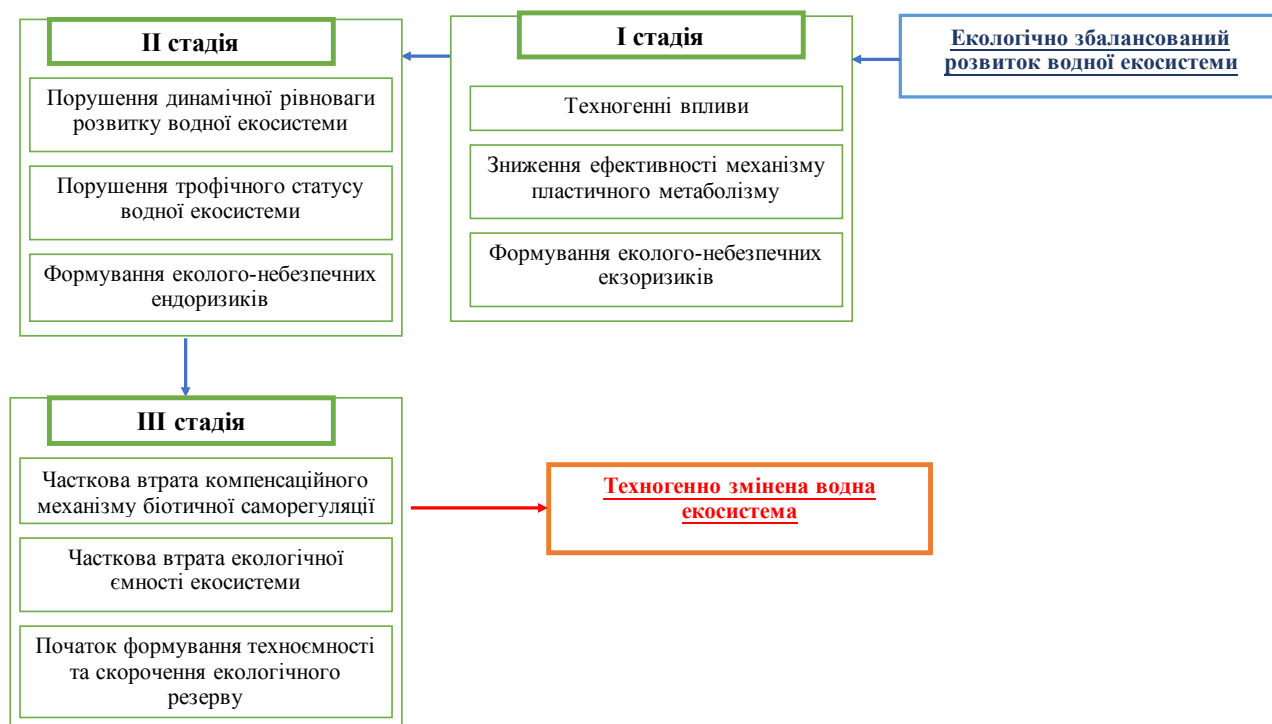 Екологічно збалансований
розвиток водної екосистеми
І стадія
Техногенні впливи
Зниження ефективності механізму
пластичного метаболізму
Формування еколого-небезпечних
екзоризиків
ІІ стадія
Порушення динамічної рівноваги
розвитку водної екосистеми
Порушення трофічного статусу
водної екосистеми
Формування еколого-небезпечних
ендоризиків
ІІІ стадія
Часткова втрата компенсаційного
механізму біотичної саморегуляції
Часткова втрата екологічної
ємності екосистеми
Початок формування техноємності
та скорочення екологічного
резерву
Техногенно змінена водна
екосистема